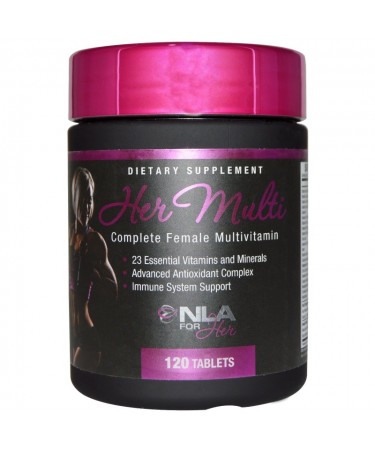 DIETARY SUPPLEMENT
Her Multi
Complete Female Multivitamin
• 23 Essential Vitamins and Minerals
• Advanced Antioxidant Complex
• Immune System Support
NLA
FOR Her
120 TABLETS